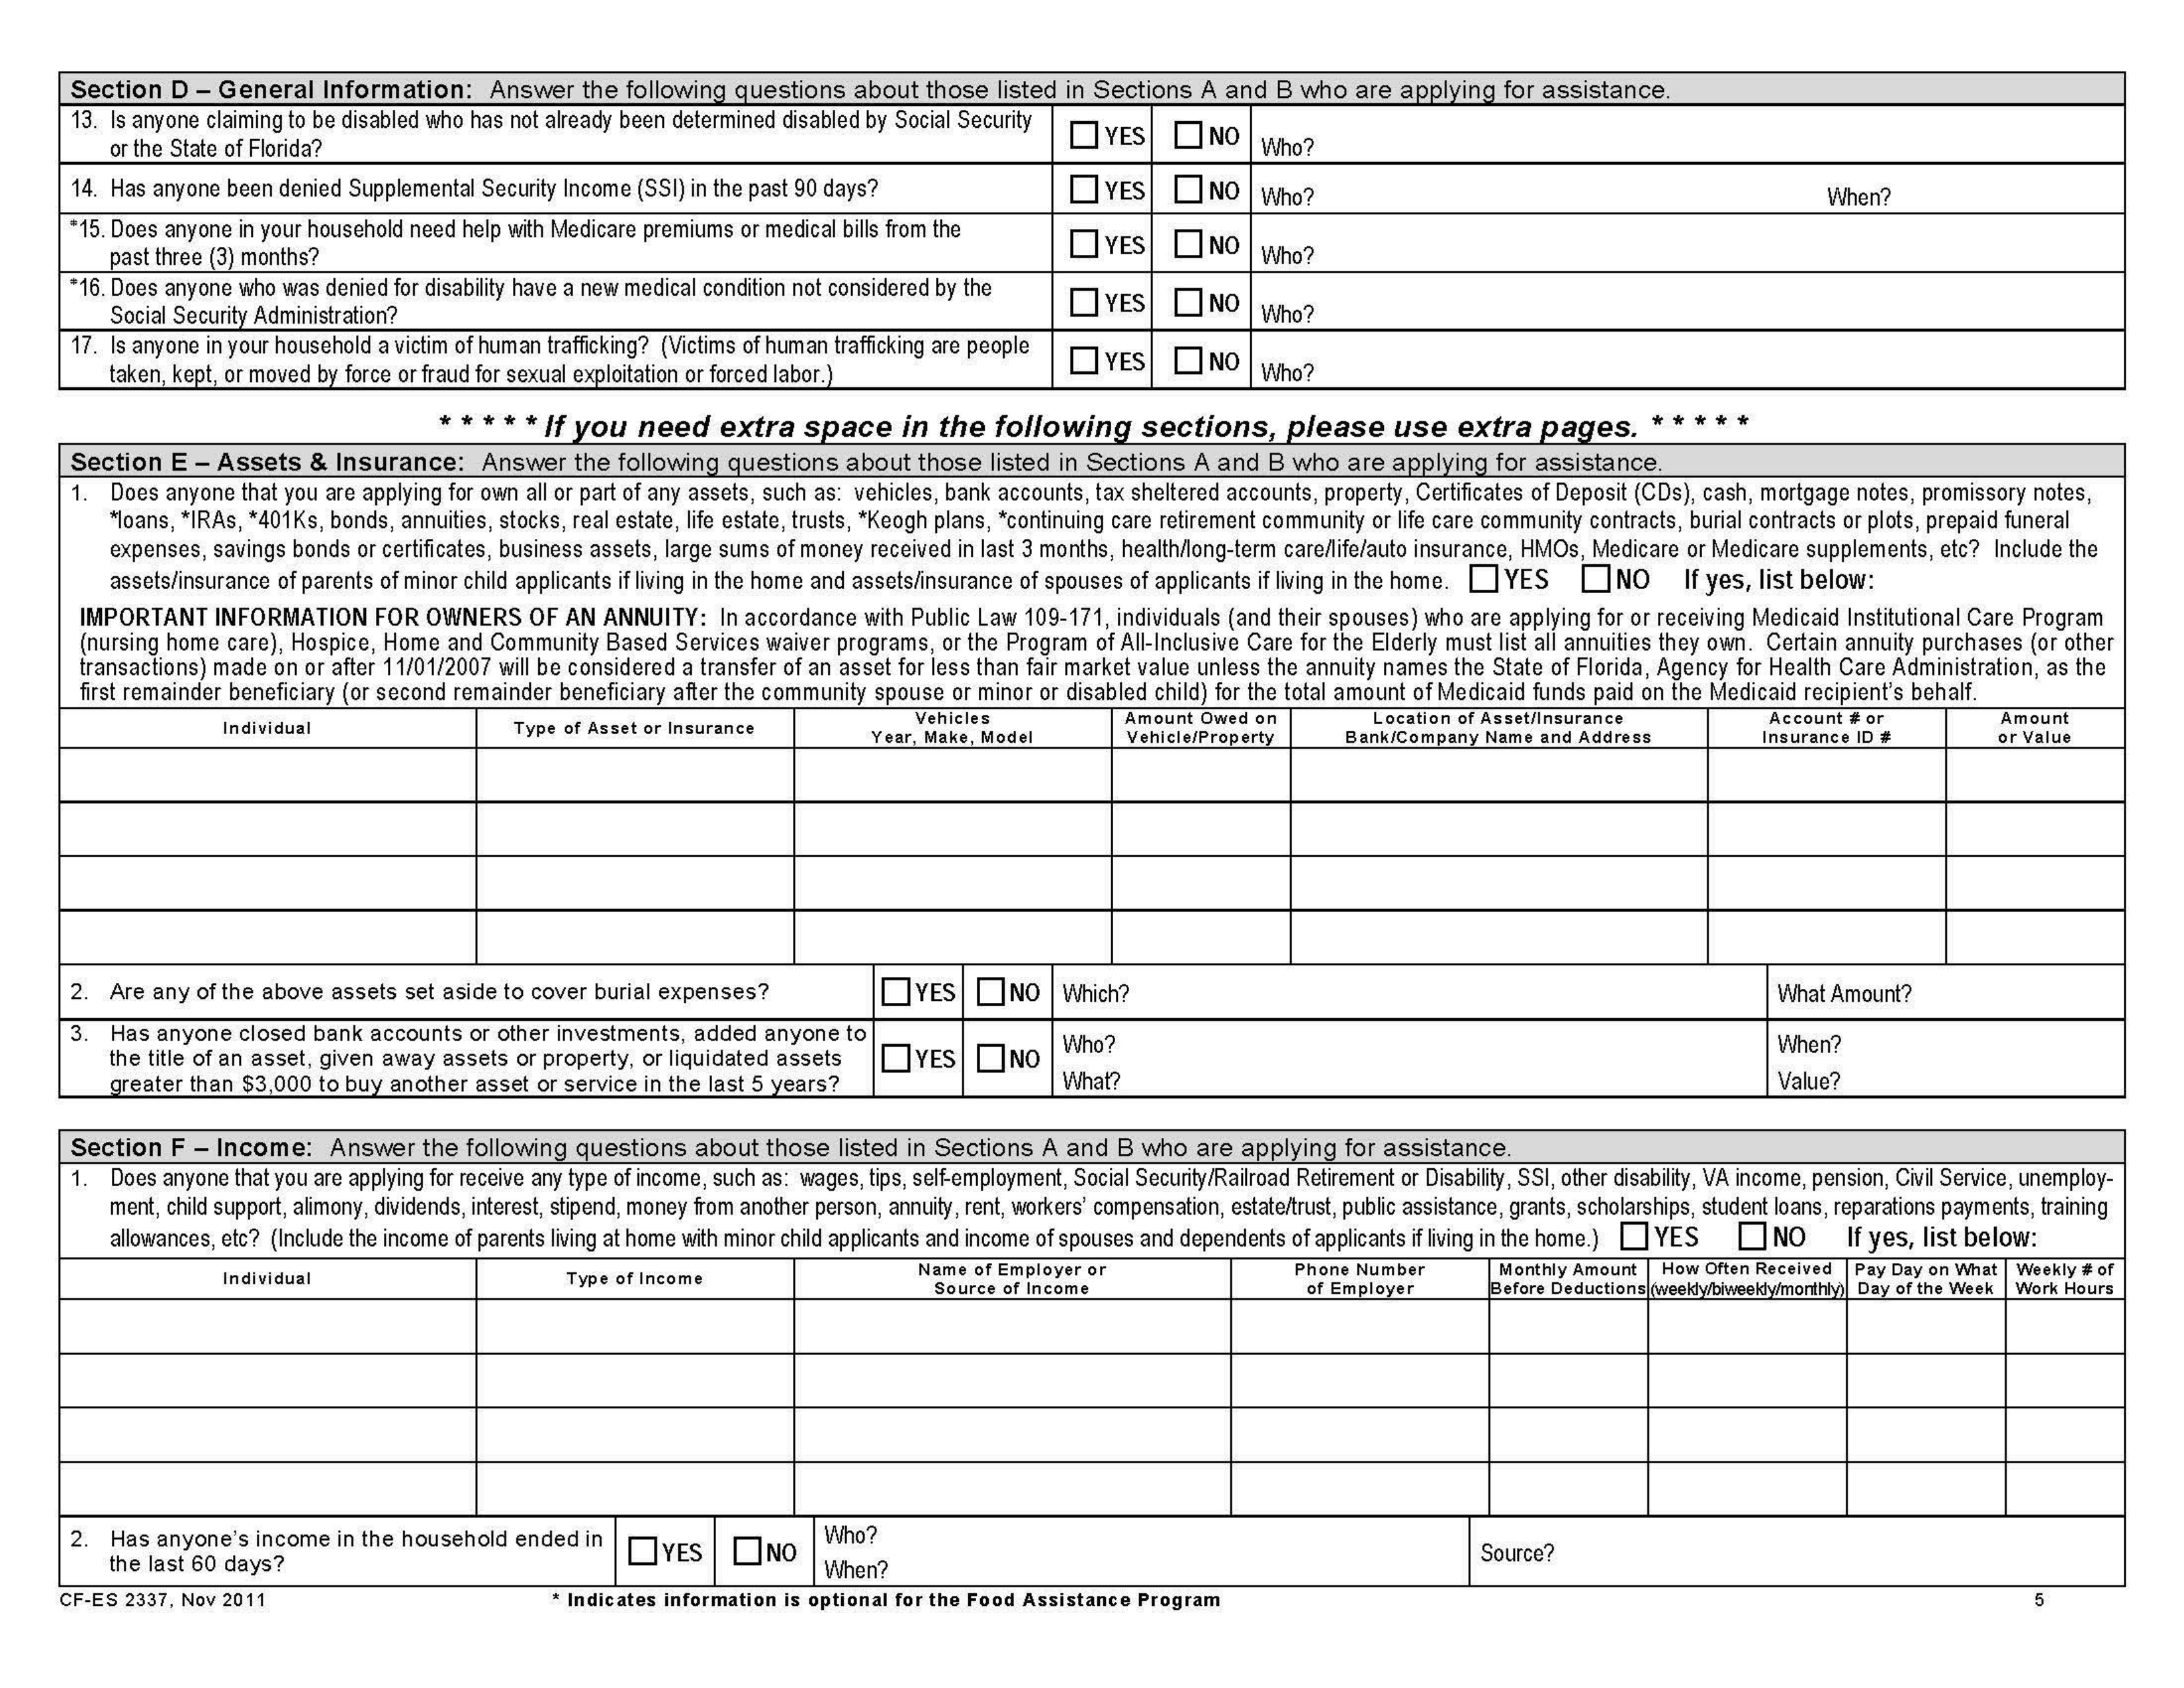 Section D – General Information: Answer the following questions about those listed in Sections A and B who are applying for assistance.
13. Is anyone claiming to be disabled who has not already been determined disabled by Social Security
or the State of Florida?
YES NO Who?
14. Has anyone been denied Supplemental Security Income (SSI) in the past 90 days?
YES NO Who? When?
*15. Does anyone in your household need help with Medicare premiums or medical bills from the
past three (3) months?
YES NO Who?
*16. Does anyone who was denied for disability have a new medical condition not considered by the
Social Security Administration?
YES NO Who?
17. Is anyone in your household a victim of human trafficking? (Victims of human trafficking are people
taken, kept, or moved by force or fraud for sexual exploitation or forced labor.)
YES NO Who?
* * * * * If you need extra space in the following sections, please use extra pages. * * * * *
Section E – Assets & Insurance: Answer the following questions about those listed in Sections A and B who are applying for assistance.
1. Does anyone that you are applying for own all or part of any assets, such as: vehicles, bank accounts, tax sheltered accounts, property, Certificates of Deposit (CDs), cash, mortgage notes, promissory notes,
*loans, *IRAs, *401Ks, bonds, annuities, stocks, real estate, life estate, trusts, *Keogh plans, *continuing care retirement community or life care community contracts, burial contracts or plots, prepaid funeral
expenses, savings bonds or certificates, business assets, large sums of money received in last 3 months, health/long-term care/life/auto insurance, HMOs, Medicare or Medicare supplements, etc? Include the
assets/insurance of parents of minor child applicants if living in the home and assets/insurance of spouses of applicants if living in the home. YES NO If yes, list below:
IMPORTANT INFORMATION FOR OWNERS OF AN ANNUITY: In accordance with Public Law 109-171, individuals (and their spouses) who are applying for or receiving Medicaid Institutional Care Program
(nursing home care), Hospice, Home and Community Based Services waiver programs, or the Program of All-Inclusive Care for the Elderly must list all annuities they own. Certain annuity purchases (or other
transactions) made on or after 11/01/2007 will be considered a transfer of an asset for less than fair market value unless the annuity names the State of Florida, Agency for Health Care Administration, as the
first remainder beneficiary (or second remainder beneficiary after the community spouse or minor or disabled child) for the total amount of Medicaid funds paid on the Medicaid recipient's behalf.
Individual
Type of Asset or Insurance
Vehicles
Year, Make, Model
Amount Owed on
Vehicle/Property
Location of Asset/Insurance
Bank/Company Name and Address
Account # or
Insurance ID #
Amount
or Value
2. Are any of the above assets set aside to cover burial expenses? YES NO Which? What Amount?
3. Has anyone closed bank accounts or other investments, added anyone to
the title of an asset, given away assets or property, or liquidated assets
greater than $3,000 to buy another asset or service in the last 5 years?
YES NO
Who?
What?
When?
Value?
Section F – Income: Answer the following questions about those listed in Sections A and B who are applying for assistance.
1. Does anyone that you are applying for receive any type of income, such as: wages, tips, self-employment, Social Security/Railroad Retirement or Disability, SSI, other disability, VA income, pension, Civil Service, unemploy-
ment, child support, alimony, dividends, interest, stipend, money from another person, annuity, rent, workers' compensation, estate/trust, public assistance, grants, scholarships, student loans, reparations payments, training
allowances, etc? (Include the income of parents living at home with minor child applicants and income of spouses and dependents of applicants if living in the home.) YES NO If yes, list below:
Individual
Type of Income
Name of Employer or
Source of Income
Phone Number
of Employer
Monthly Amount
Before Deductions
How Often Received
(weekly/biweekly/monthly)
Pay Day on What
Day of the Week
Weekly # of
Work Hours
2. Has anyone's income in the household ended in
the last 60 days?
YES NO
Who?
When?
Source?
CF-ES 2337, Nov 2011 * Indicates information is optional for the Food Assistance Program 5